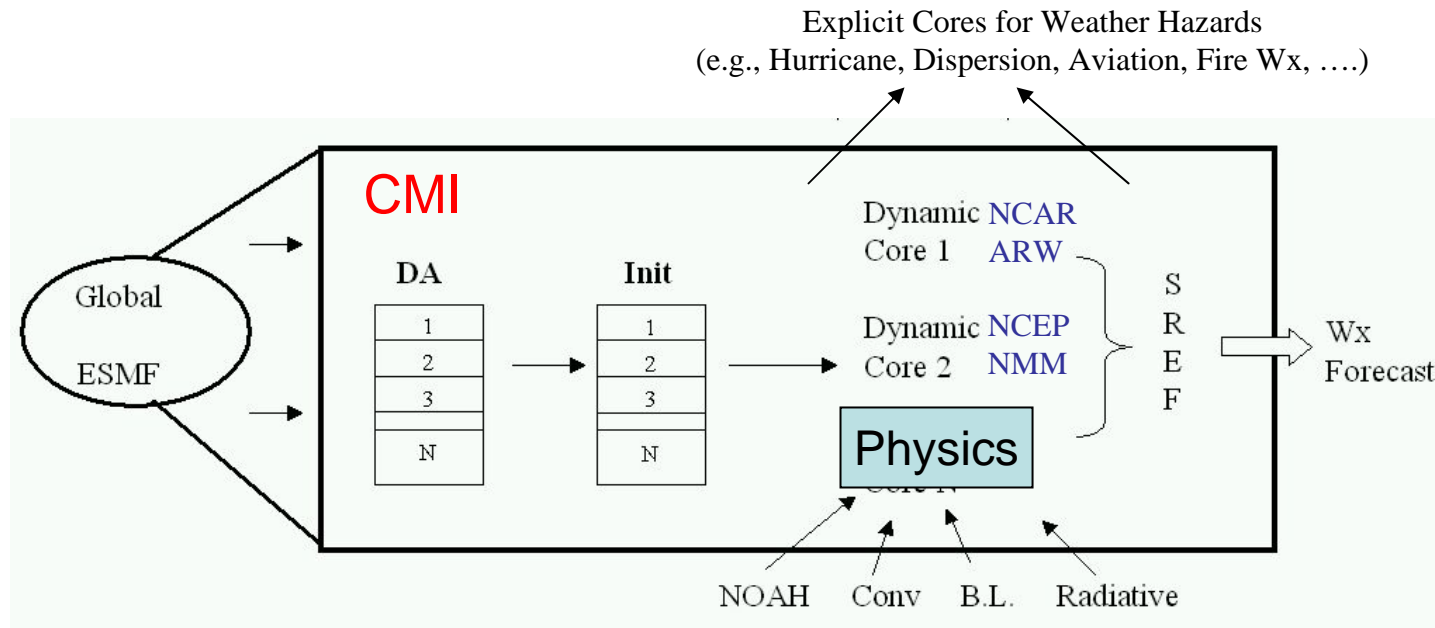 Explicit Cores for Weather Hazards
(e.g., Hurricane, Dispersion, Aviation, Fire Wx, ….)
CMI
Global
ESMF
DA
1
2
3
N
Init
1
2
3
N
Dynamic NCAR
Core 1 ARW
Dynamic NCEP
Core 2 NMM
Physics
S
R
E
F
Wx
Forecast
NOAH Conv B.L. Radiative